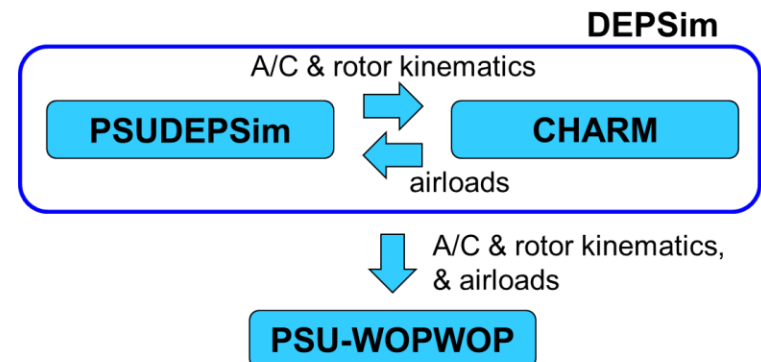 DEPSim
A/C & rotor kinematics
PSUDEPSim
CHARM
airloads
A/C & rotor kinematics,
& airloads
PSU-WOPWOP